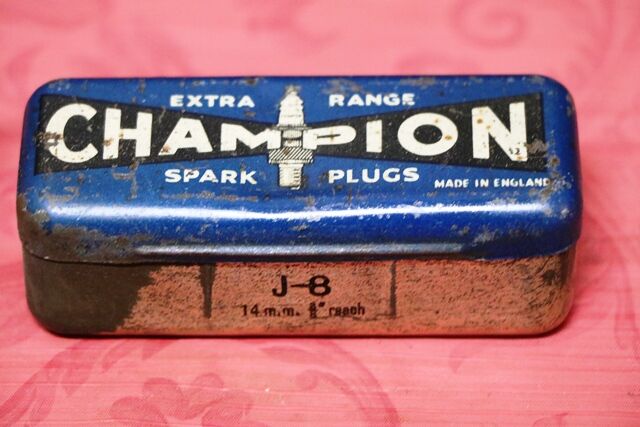 EXTRA RANGE
CHAMPION
SPARK PLUGS
MADE IN ENGLAND
J-8
14 m.m. 3/8" reach